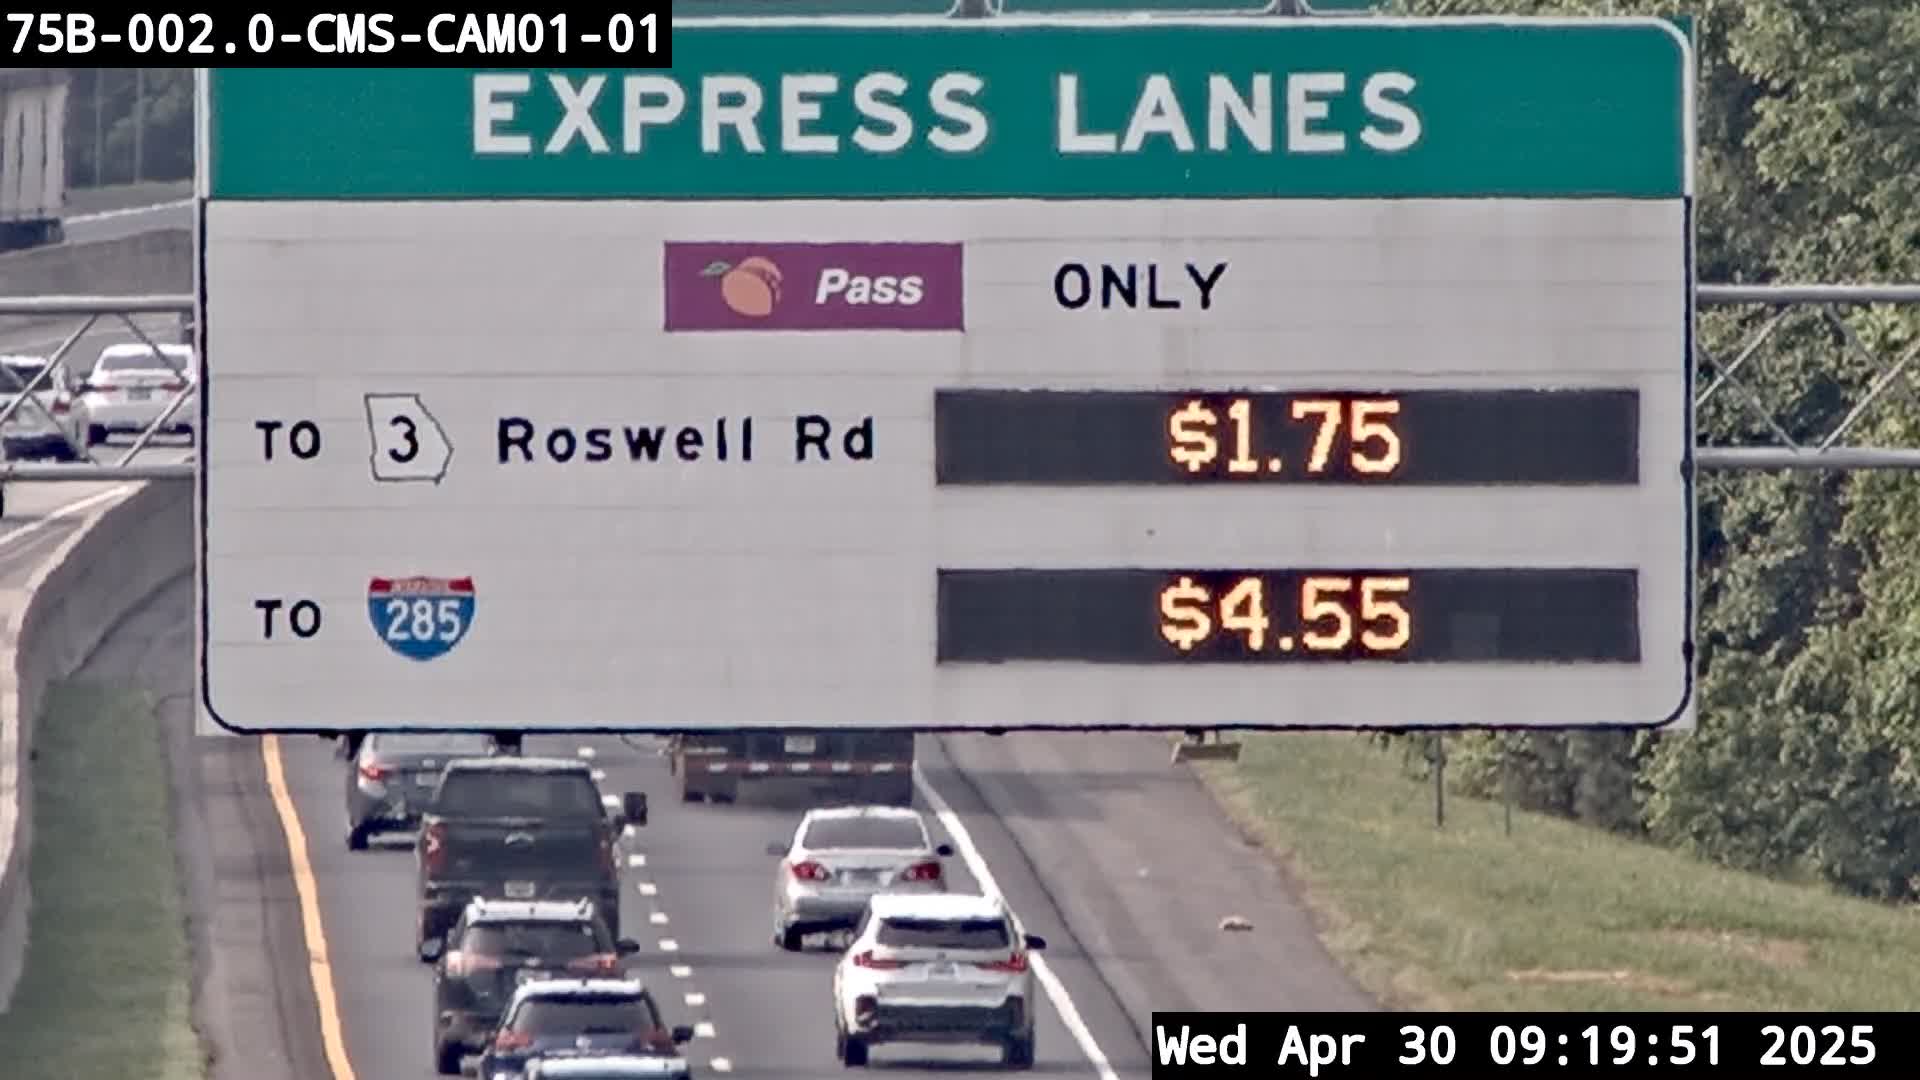 75B-002.0-CMS-CAM01-01
EXPRESS LANES
Pass ONLY
TO 3 Roswell Rd $1.75
TO 285 $4.55
Wed Apr 30 09:19:51 2025